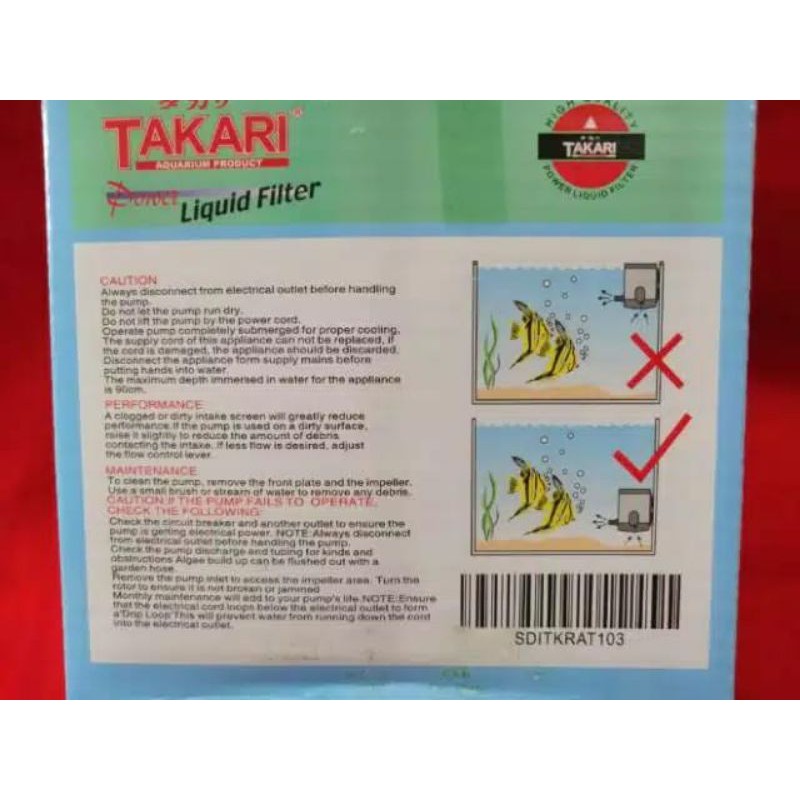 タカリ
TAKARI®
AQUARIUM PRODUCT
Power Liquid Filter
HIGH QUALITY
タカリ
TAKARI
POWER LIQUID FILTER
CAUTION
Always disconnect from electrical outlet before handling
the pump.
Do not let the pump run dry.
Do not lift the pump by the power cord.
Operate pump completely submerged for proper cooling.
The supply cord of this appliance can not be replaced, if
the cord is damaged, the appliance should be discarded.
Disconnect the appliance form supply mains before
putting hands into water.
The maximum depth immersed in water for the appliance
is 90cm.
PERFORMANCE
A clogged or dirty intake screen will greatly reduce
performance.If the pump is used on a dirty surface,
raise it slightly to reduce the amount of debris
contacting the intake. If less flow is desired, adjust
the flow control lever.
MAINTENANCE
To clean the pump, remove the front plate and the impeller.
Use a small brush or stream of water to remove any debris.
CAUTION:IF THE PUMP FAILS TO OPERATE,
CHECK THE FOLLOWING:
Check the circuit breaker and another outlet to ensure the
pump is getting electrical power. NOTE:Always disconnect
from electrical outlet before handling the pump.
Check the pump discharge and tubing for kinds and
obstructions Algae build up can be flushed out with a
garden hose.
Remove the pump inlet to access the impeller area. Turn the
rotor to ensure it is not broken or jammed
Monthly maintenance will add to your pump's life.NOTE:Ensure
that the electrical cord loops below the electrical outlet to form
a'Drip Loop'This will prevent water from running down the cord
into the electrical outlet.
SDITKRAT103